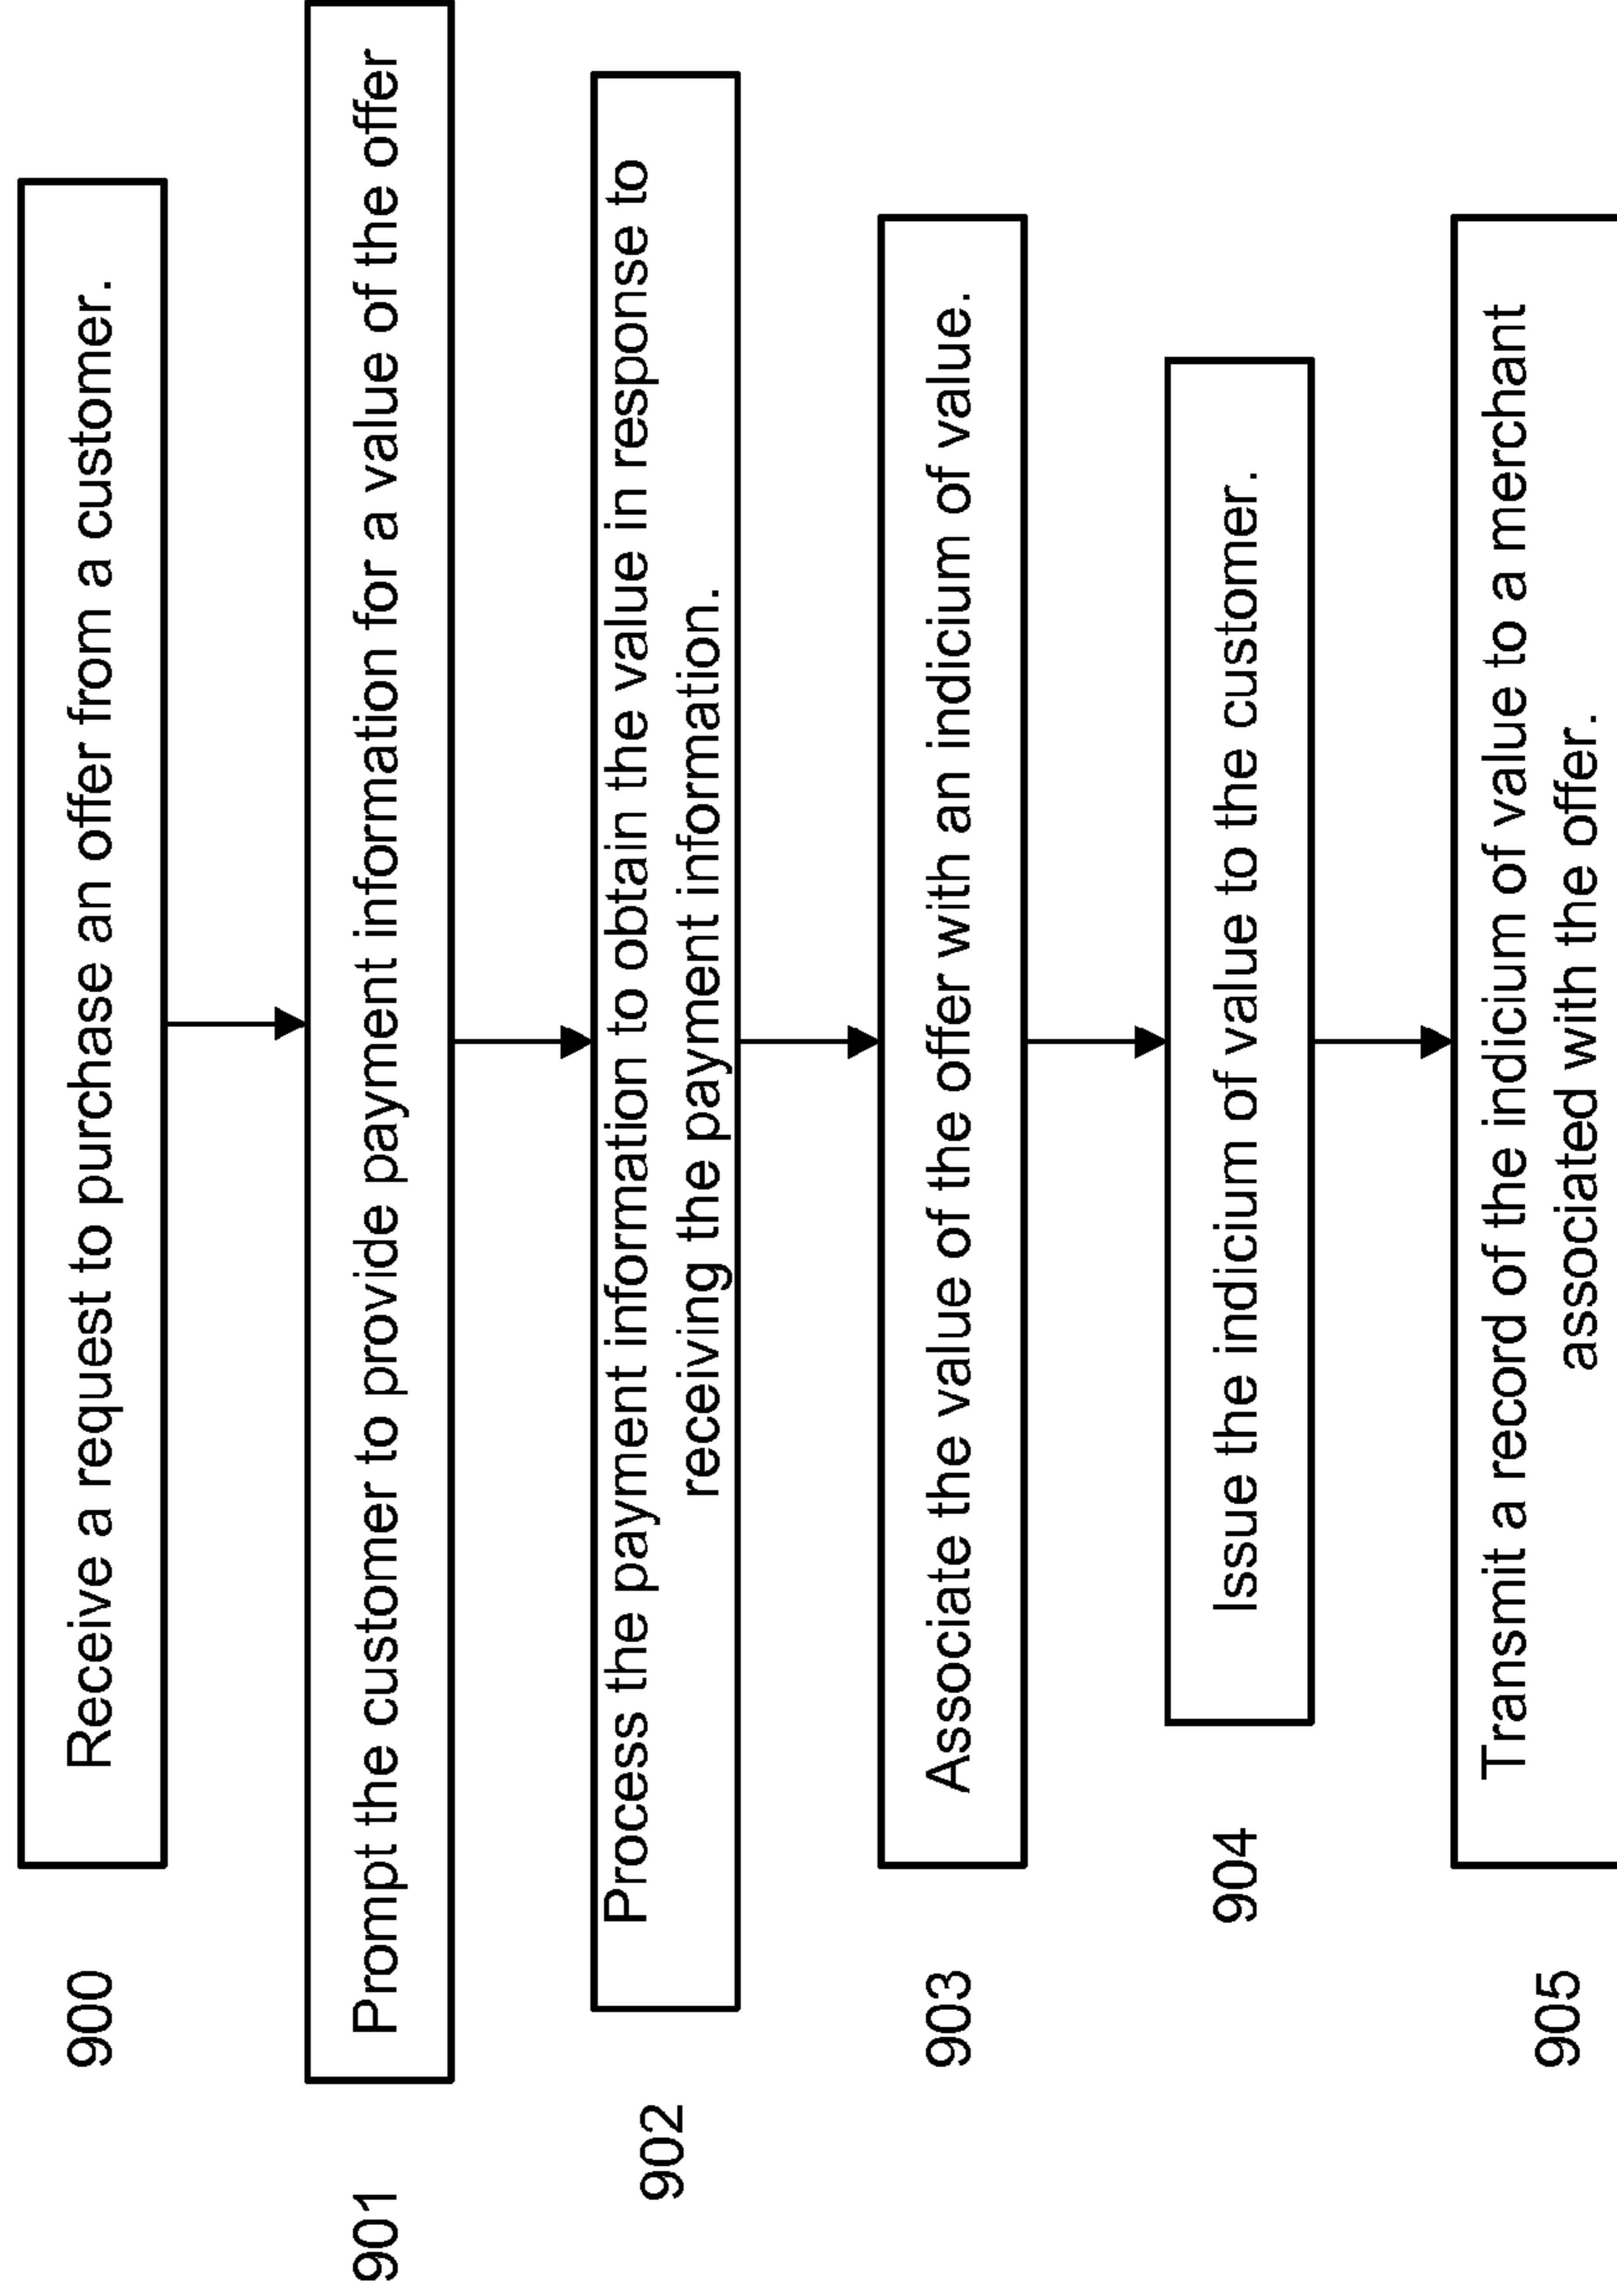 900
Receive a request to purchase an offer from a customer.
901
Prompt the customer to provide payment information for a value of the offer
902
Process the payment information to obtain the value in response to
receiving the payment information.
903
Associate the value of the offer with an indicium of value.
904
Issue the indicium of value to the customer.
905
Transmit a record of the indicium of value to a merchant
associated with the offer.